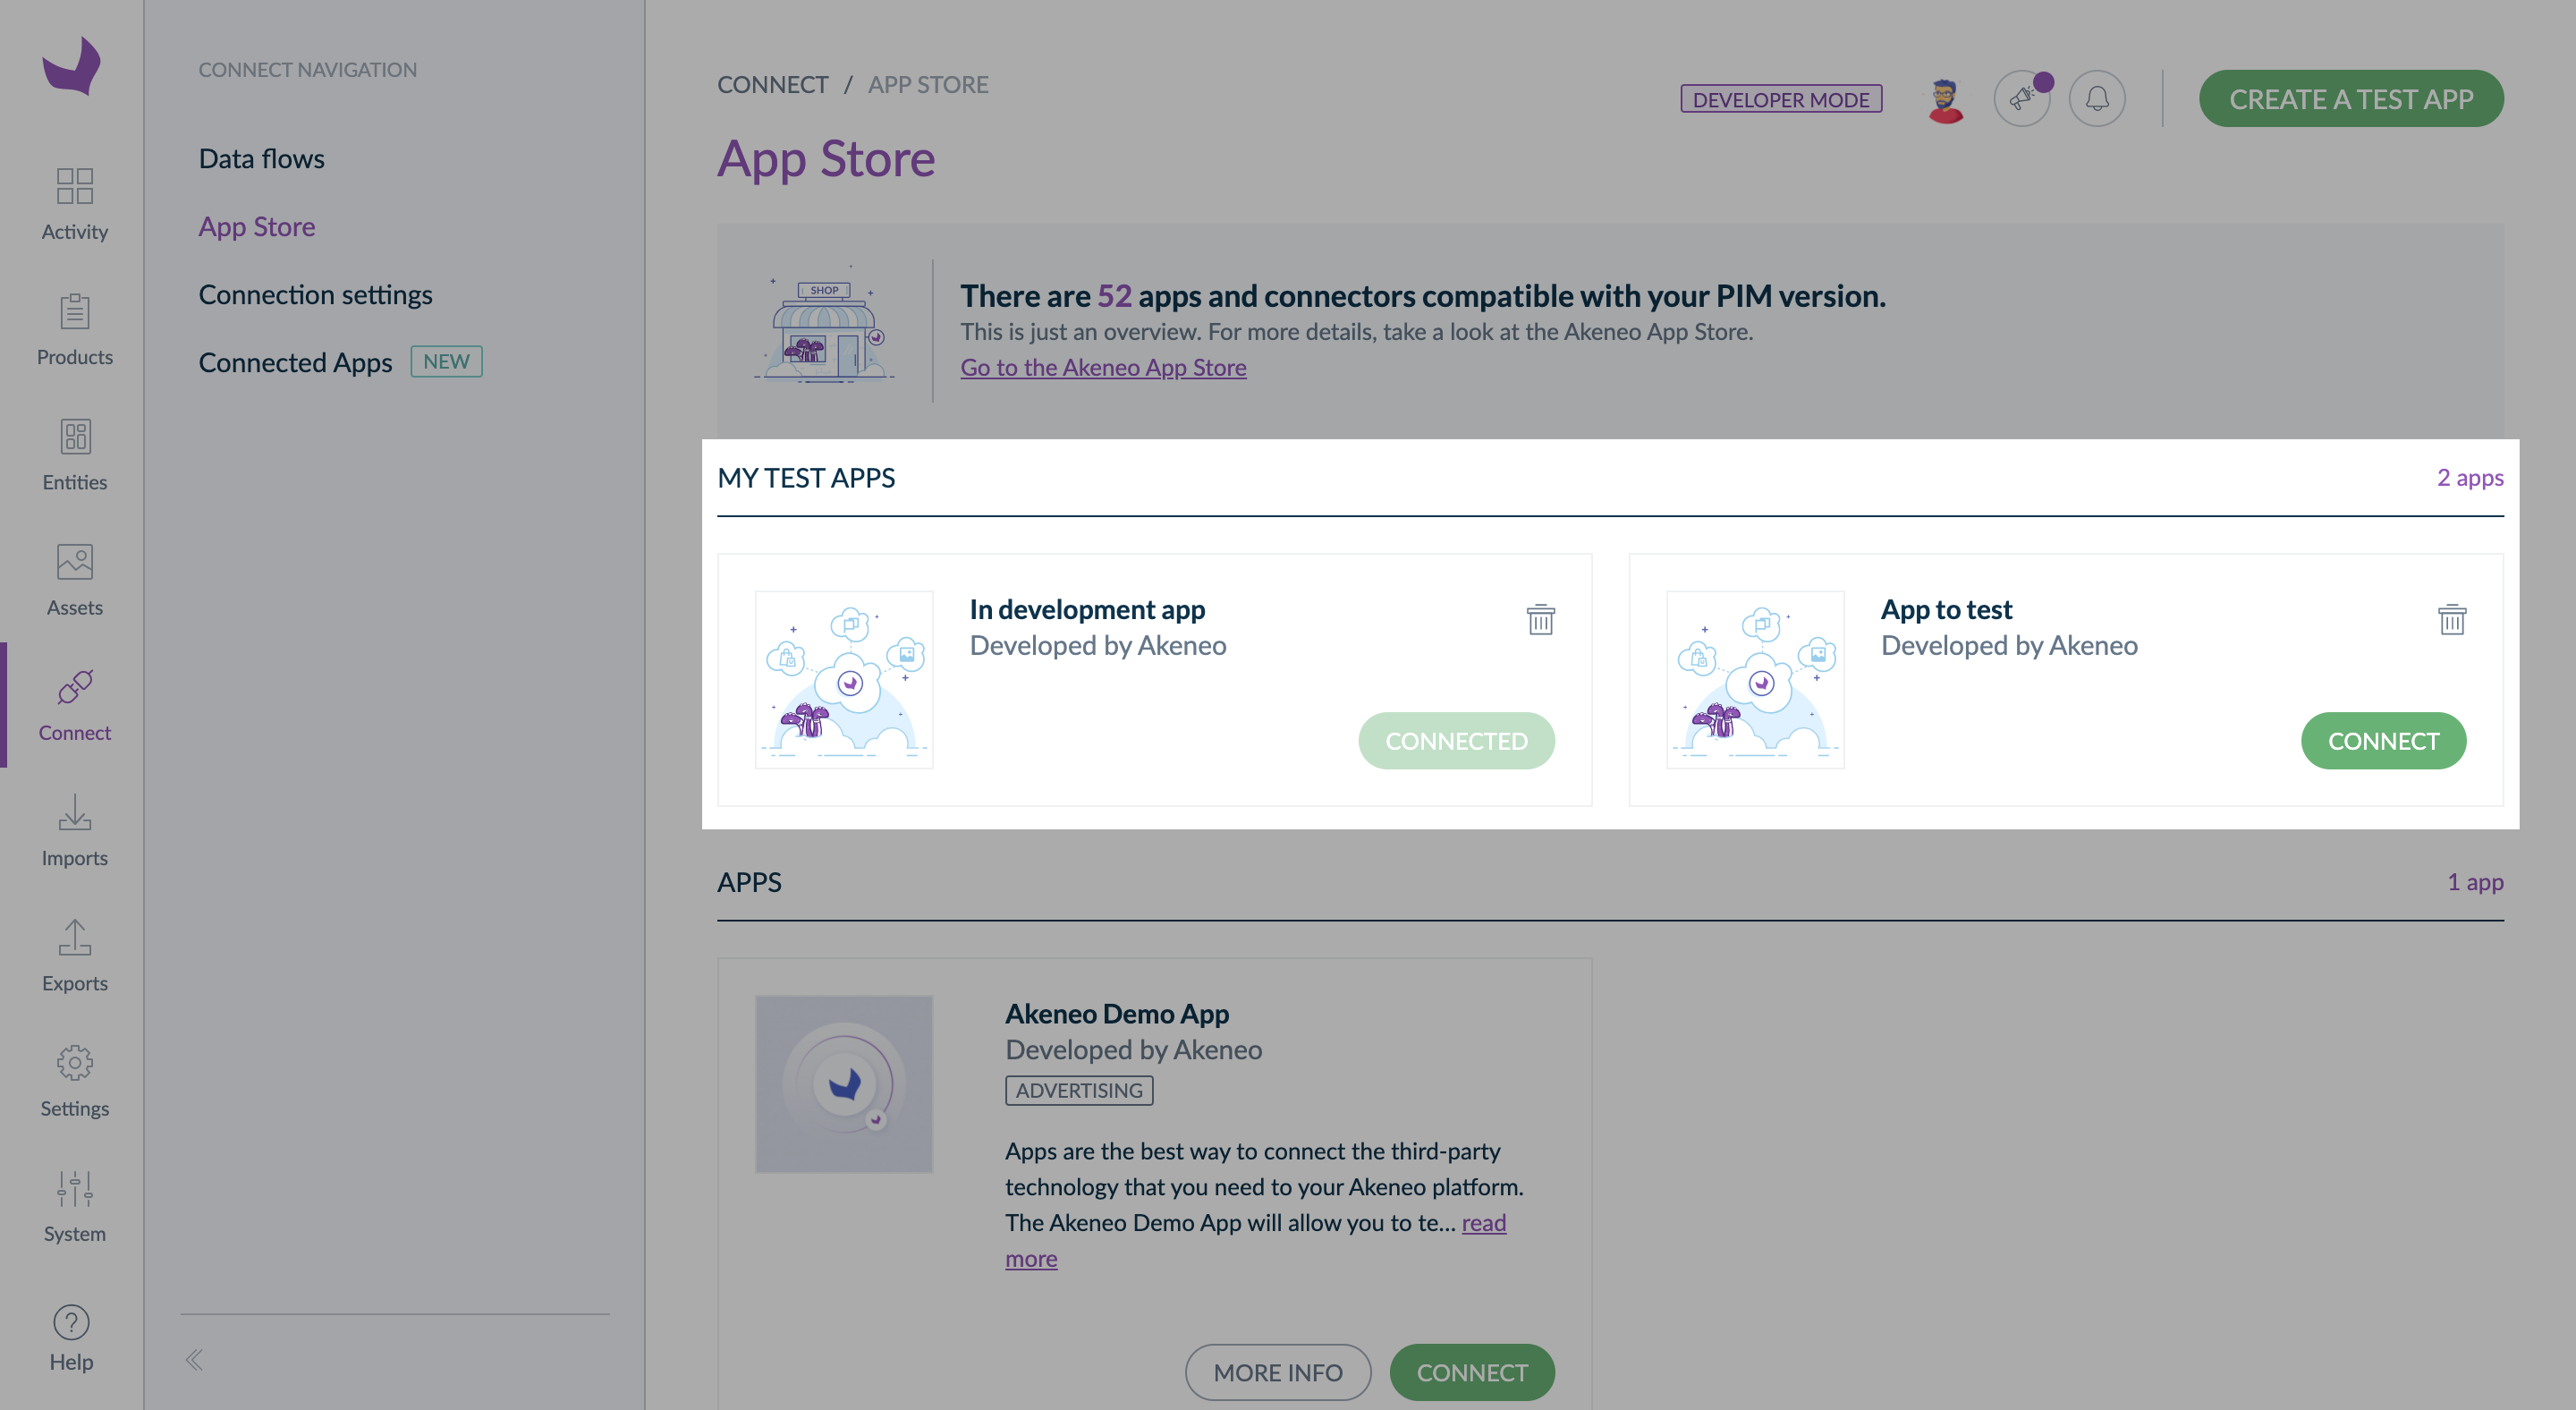 Activity
Products
Entities
Assets
Connect
Imports
Exports
Settings
System
Help
CONNECT NAVIGATION
Data flows
App Store
Connection settings
Connected Apps NEW
CONNECT / APP STORE
DEVELOPER MODE
CREATE A TEST APP
App Store
SHOP
There are 52 apps and connectors compatible with your PIM version.
This is just an overview. For more details, take a look at the Akeneo App Store.
Go to the Akeneo App Store
MY TEST APPS
2 apps
In development app
Developed by Akeneo
CONNECTED
App to test
Developed by Akeneo
CONNECT
APPS
1 app
Akeneo Demo App
Developed by Akeneo
ADVERTISING
Apps are the best way to connect the third-party
technology that you need to your Akeneo platform.
The Akeneo Demo App will allow you to te... read
more
MORE INFO
CONNECT